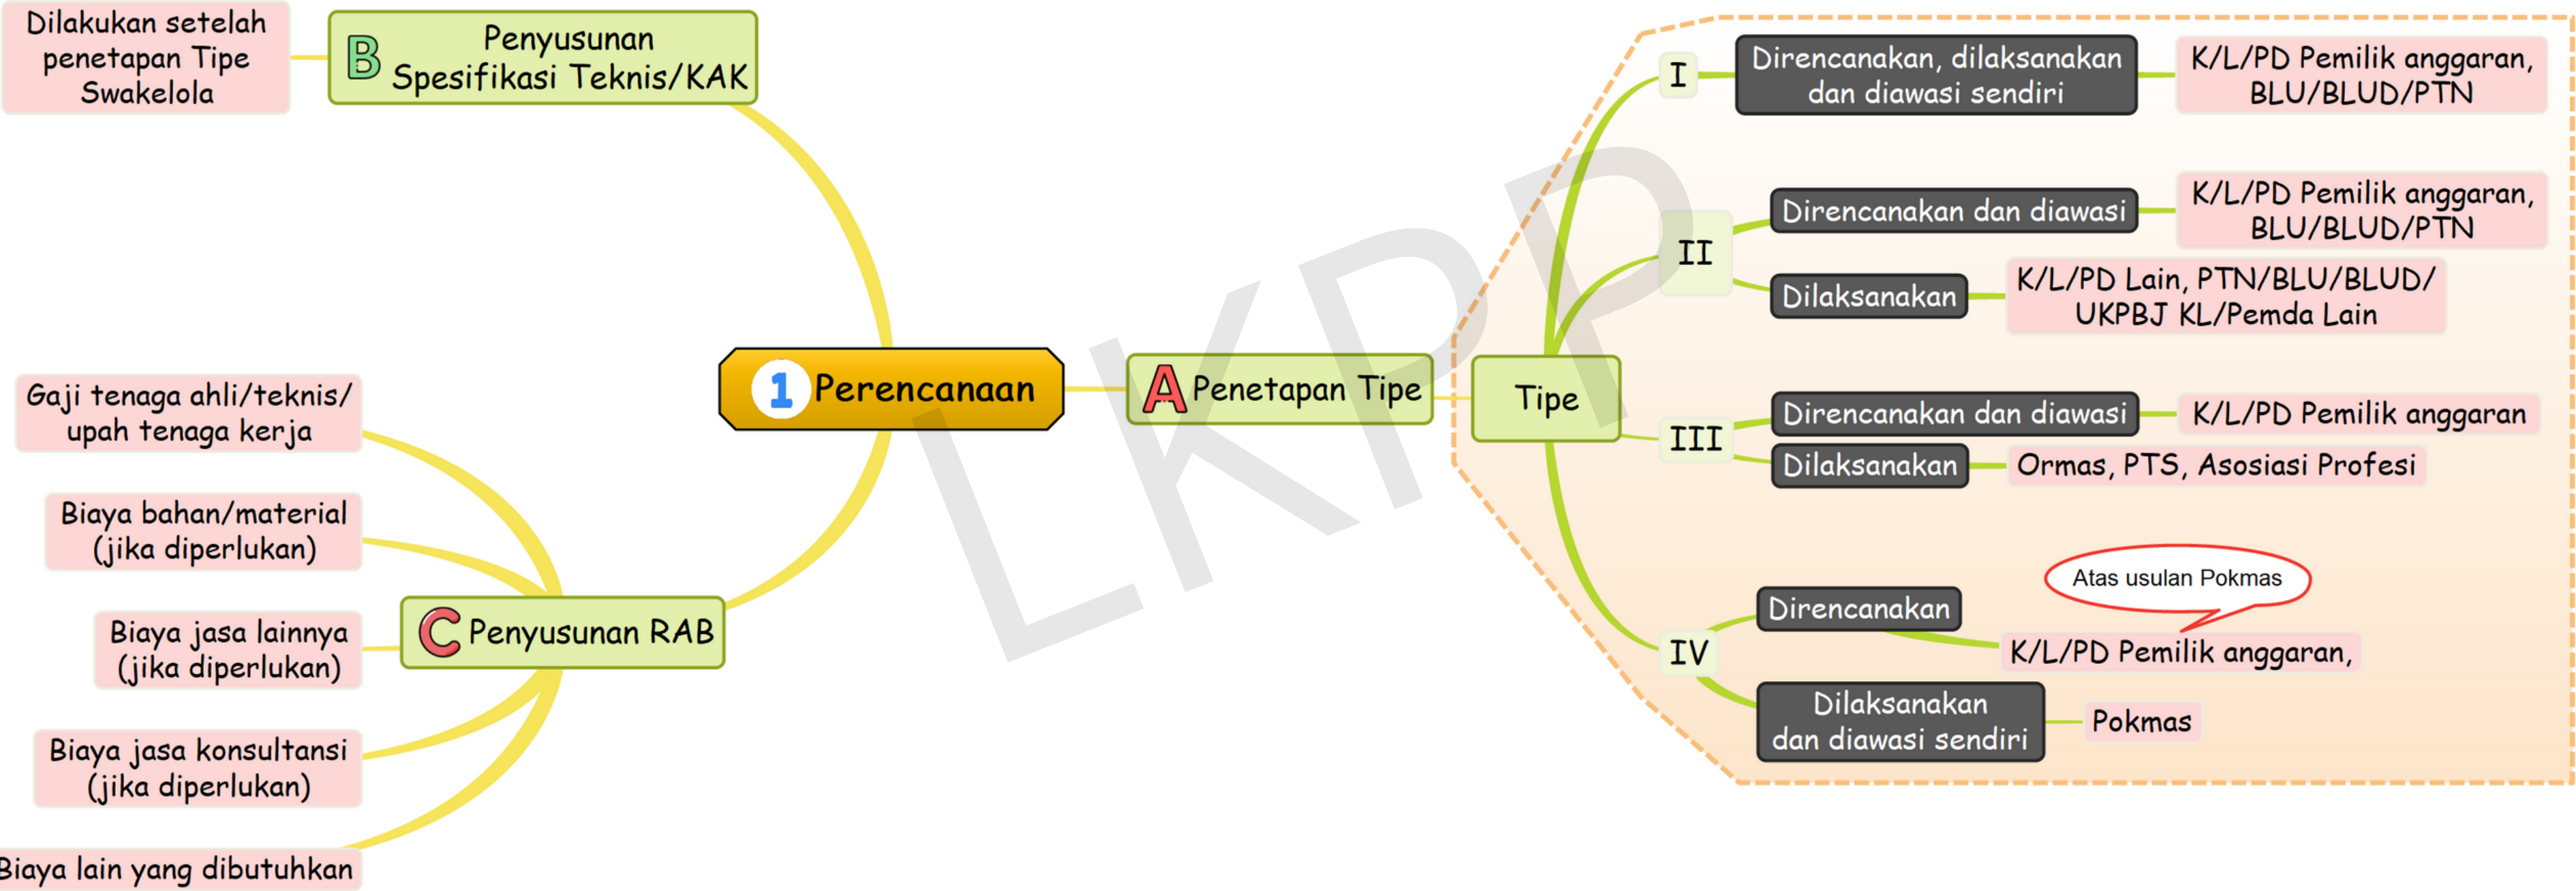 1 Perencanaan
A Penetapan Tipe
Tipe
I
Direncanakan, dilaksanakan
dan diawasi sendiri
K/L/PD Pemilik anggaran,
BLU/BLUD/PTN
II
Direncanakan dan diawasi
K/L/PD Pemilik anggaran,
BLU/BLUD/PTN
Dilaksanakan
K/L/PD Lain, PTN/BLU/BLUD/
UKPBJ KL/Pemda Lain
III
Direncanakan dan diawasi
K/L/PD Pemilik anggaran
Dilaksanakan
Ormas, PTS, Asosiasi Profesi
IV
Direncanakan
Atas usulan Pokmas
K/L/PD Pemilik anggaran,
Dilaksanakan
dan diawasi sendiri
Pokmas
B
Penyusunan
Spesifikasi Teknis/KAK
Dilakukan setelah
penetapan Tipe
Swakelola
C Penyusunan RAB
Gaji tenaga ahli/teknis/
upah tenaga kerja
Biaya bahan/material
(jika diperlukan)
Biaya jasa lainnya
(jika diperlukan)
Biaya jasa konsultansi
(jika diperlukan)
Biaya lain yang dibutuhkan
LKPP